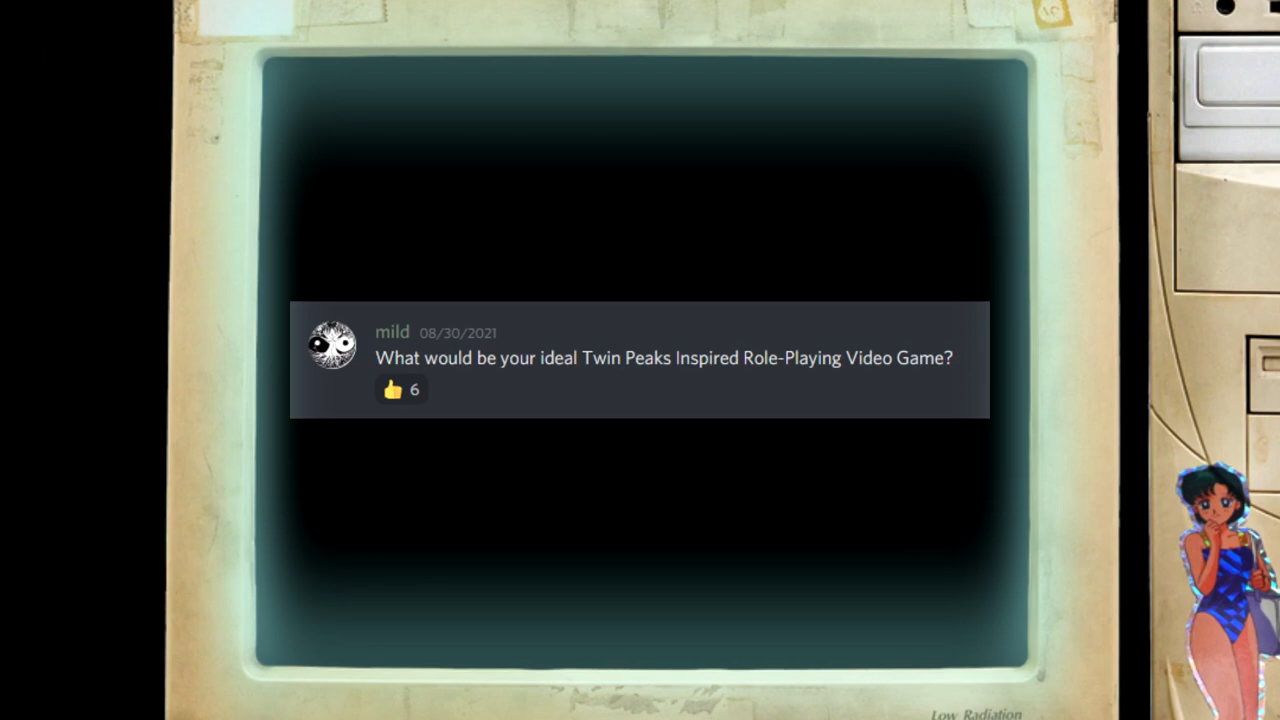 mild 08/30/2021
What would be your ideal Twin Peaks Inspired Role-Playing Video Game?
👍 6
Low Radiation